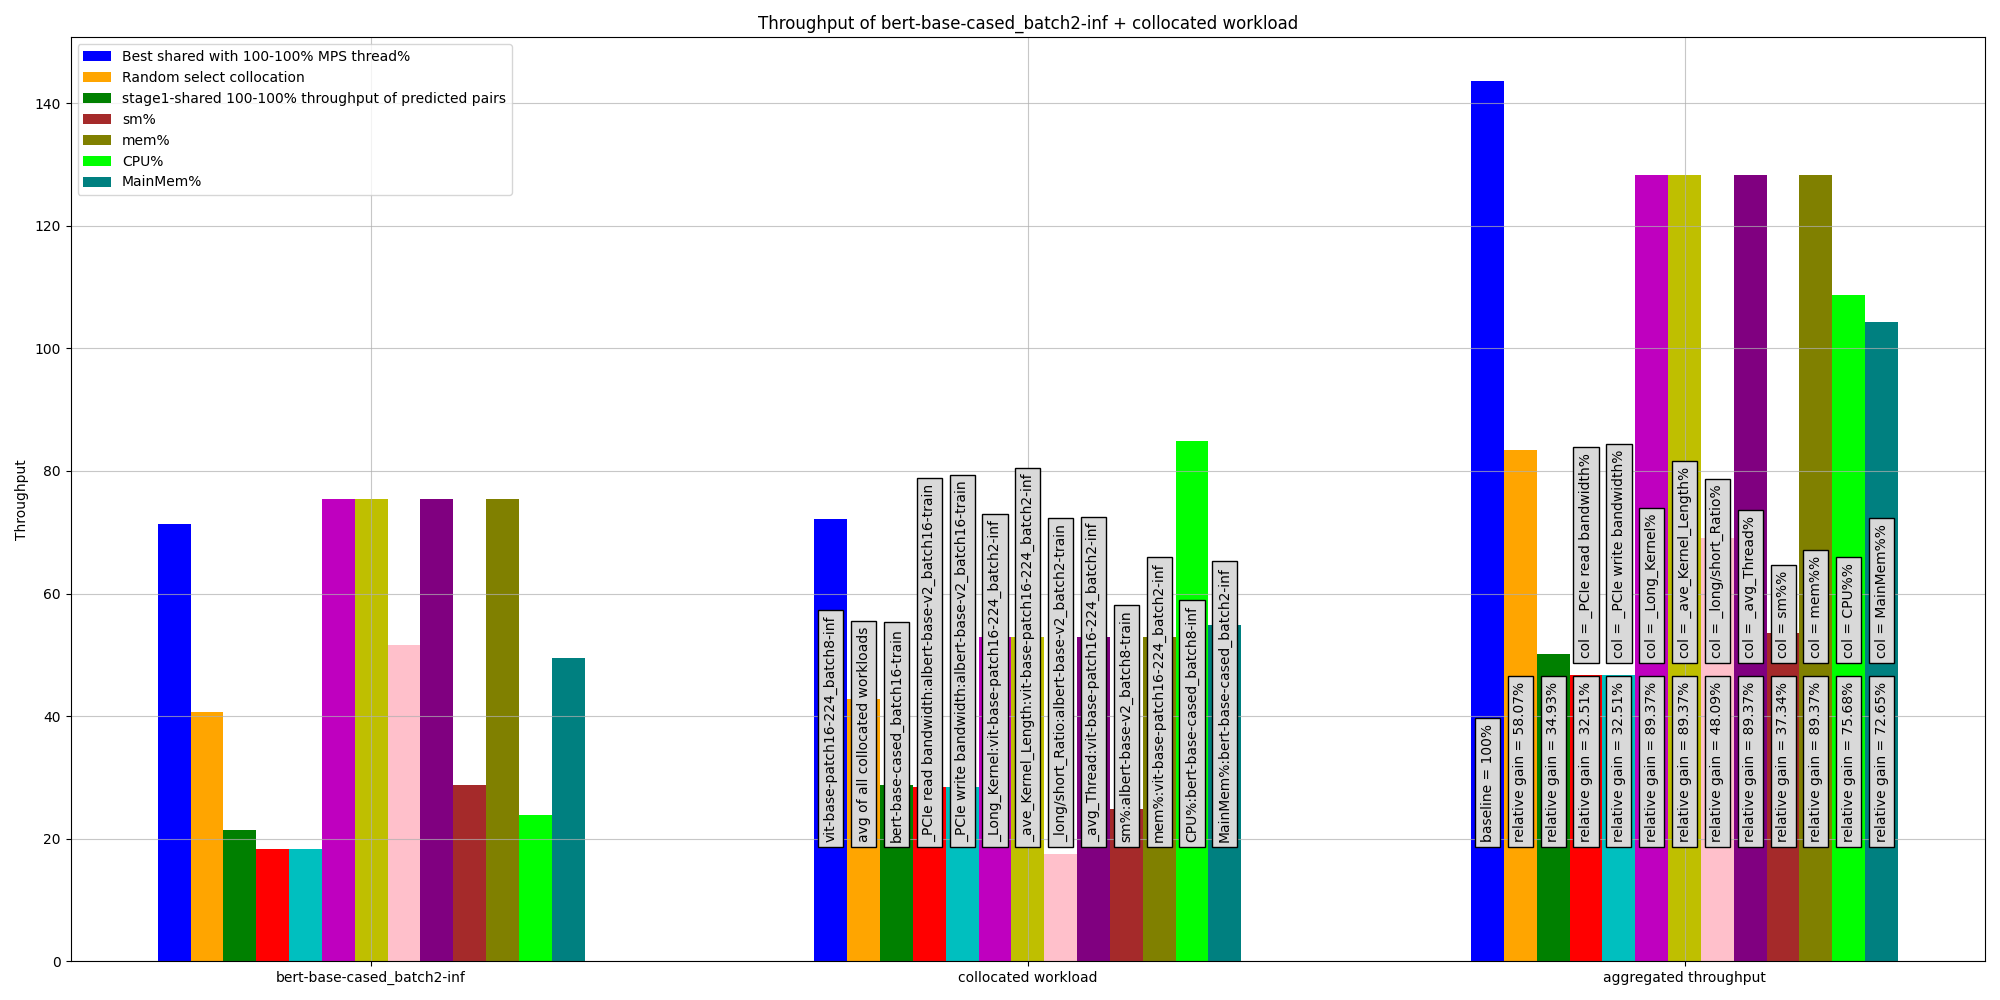 Throughput of bert-base-cased_batch2-inf + collocated workload
Best shared with 100-100% MPS thread%
Random select collocation
stage1-shared 100-100% throughput of predicted pairs
sm%
mem%
CPU%
MainMem%
Throughput
140
120
100
80
60
40
20
0
vit-base-patch16-224_batch8-inf
avg of all collocated workloads
bert-base-cased_batch16-train
_PCIe read bandwidth:albert-base-v2_batch16-train
_PCIe write bandwidth:albert-base-v2_batch16-train
_Long_Kernel:vit-base-patch16-224_batch2-inf
_ave_Kernel_Length:vit-base-patch16-224_batch2-inf
_long/short_Ratio:albert-base-v2_batch2-train
_avg_Thread:vit-base-patch16-224_batch2-inf
sm%:albert-base-v2_batch8-train
mem%:vit-base-patch16-224_batch2-inf
CPU%:bert-base-cased_batch8-inf
MainMem%:bert-base-cased_batch2-inf
col = _PCIe read bandwidth%
col = _PCIe write bandwidth%
col = _Long_Kernel%
col = _ave_Kernel_Length%
col = _long/short_Ratio%
col = _avg_Thread%
col = sm%%
col = mem%%
col = CPU%%
col = MainMem%%
baseline = 100%
relative gain = 58.07%
relative gain = 34.93%
relative gain = 32.51%
relative gain = 32.51%
relative gain = 89.37%
relative gain = 89.37%
relative gain = 48.09%
relative gain = 89.37%
relative gain = 37.34%
relative gain = 89.37%
relative gain = 75.68%
relative gain = 72.65%
bert-base-cased_batch2-inf
collocated workload
aggregated throughput